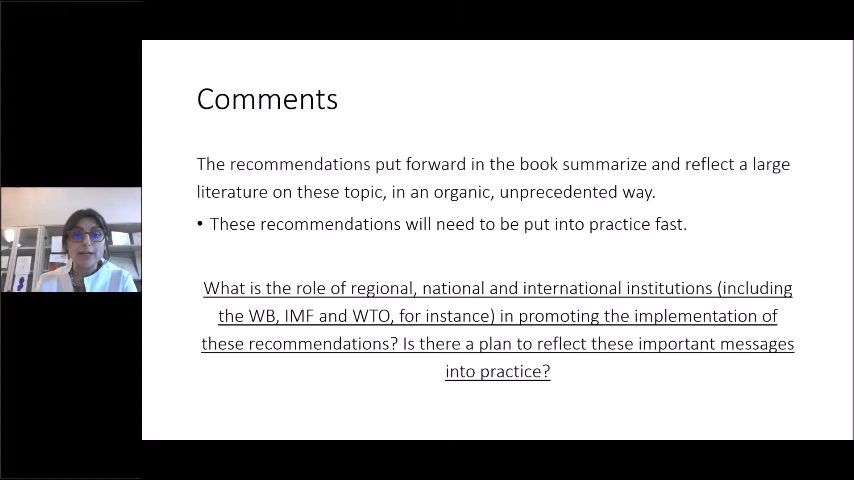 Comments
The recommendations put forward in the book summarize and reflect a large
literature on these topic, in an organic, unprecedented way.
• These recommendations will need to be put into practice fast.
What is the role of regional, national and international institutions (including
the WB, IMF and WTO, for instance) in promoting the implementation of
these recommendations? Is there a plan to reflect these important messages
into practice?